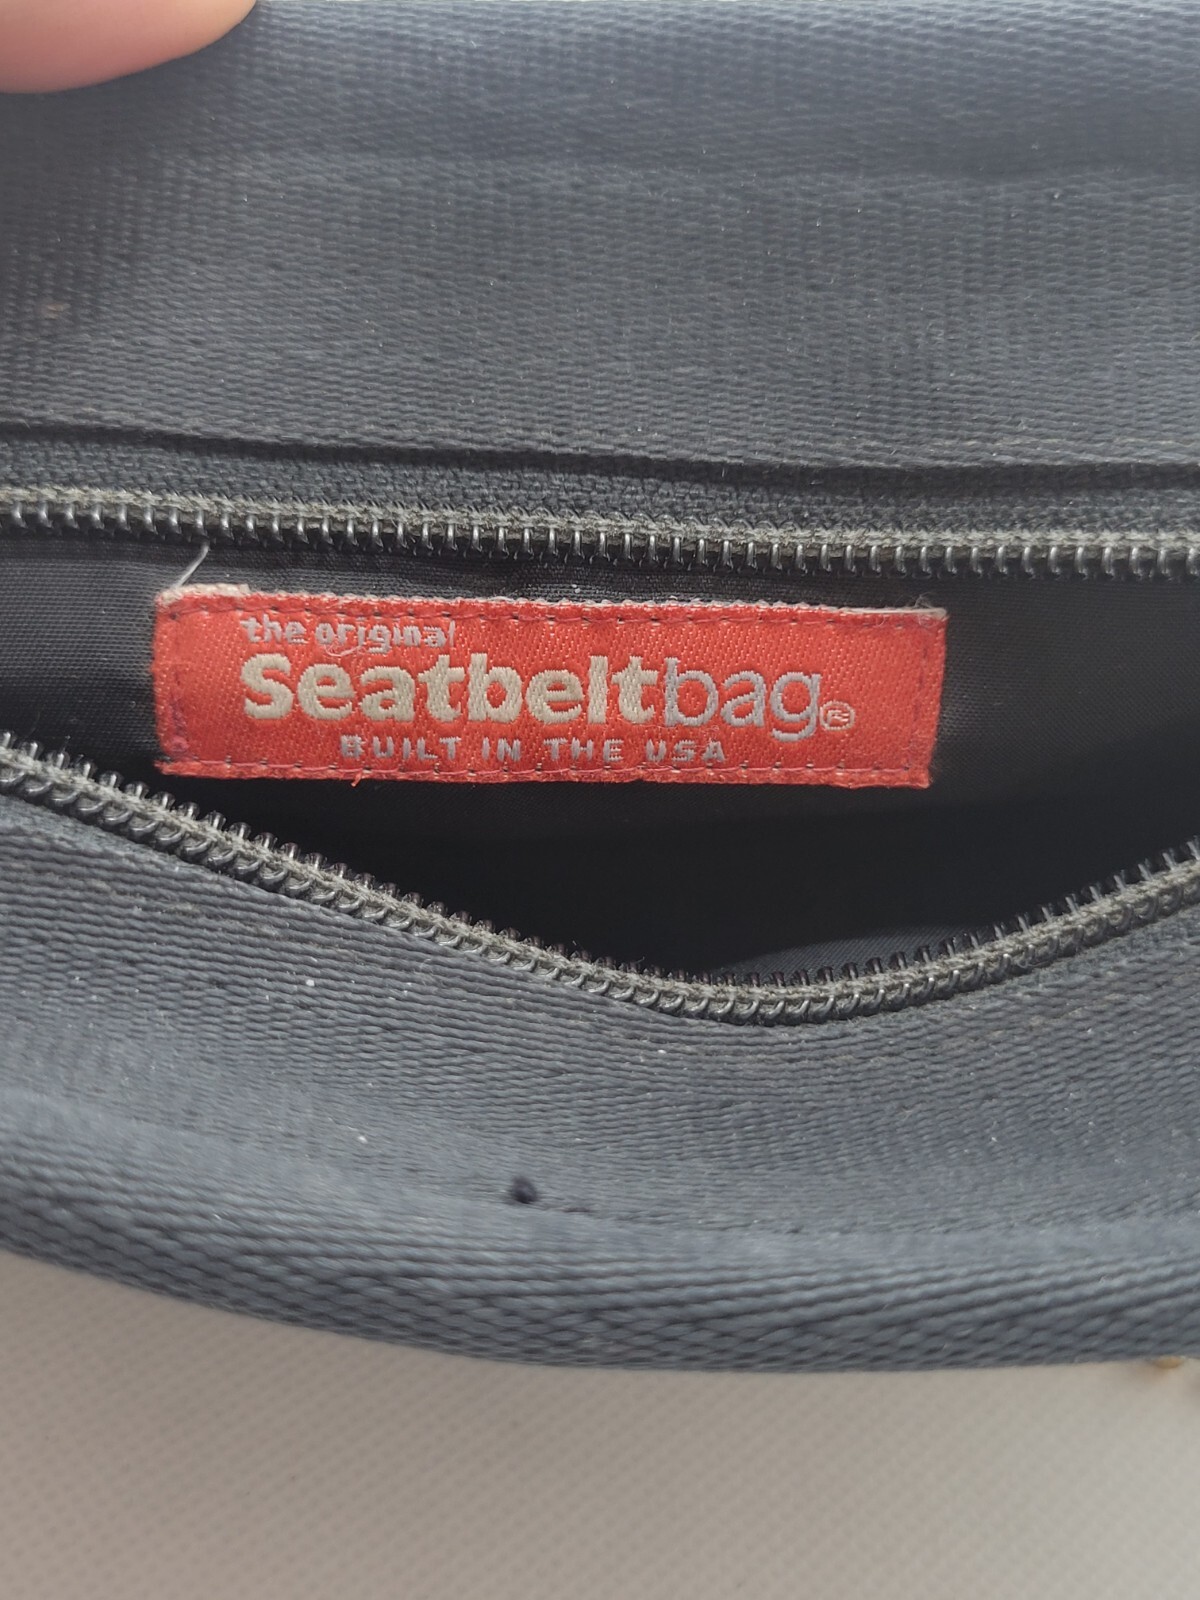 the original
Seatbeltbag®
BUILT IN THE USA